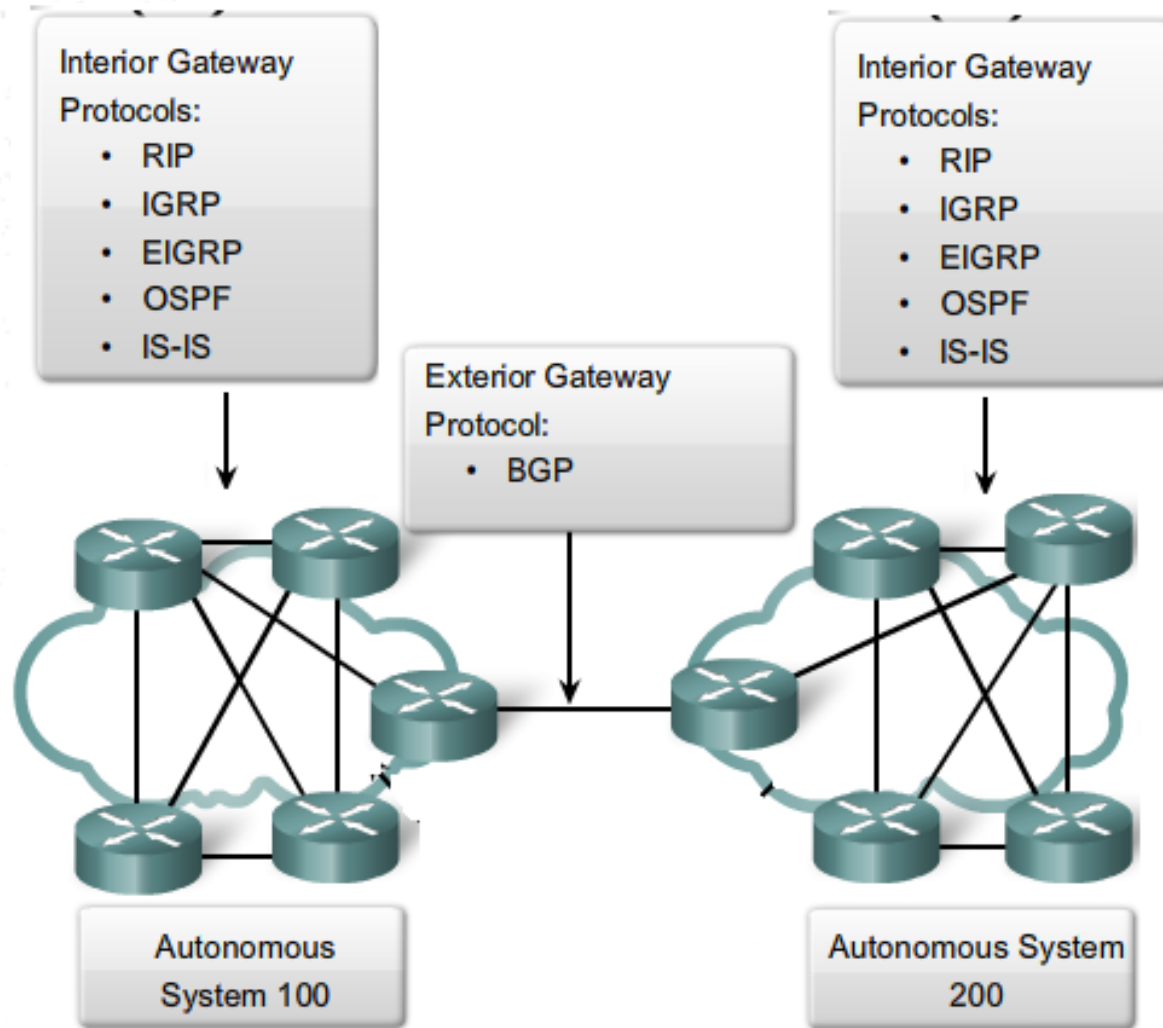 Interior Gateway
Protocols:
• RIP
• IGRP
• EIGRP
• OSPF
• IS-IS
Interior Gateway
Protocols:
• RIP
• IGRP
• EIGRP
• OSPF
• IS-IS
Exterior Gateway
Protocol:
• BGP
Autonomous
System 100
Autonomous System
200